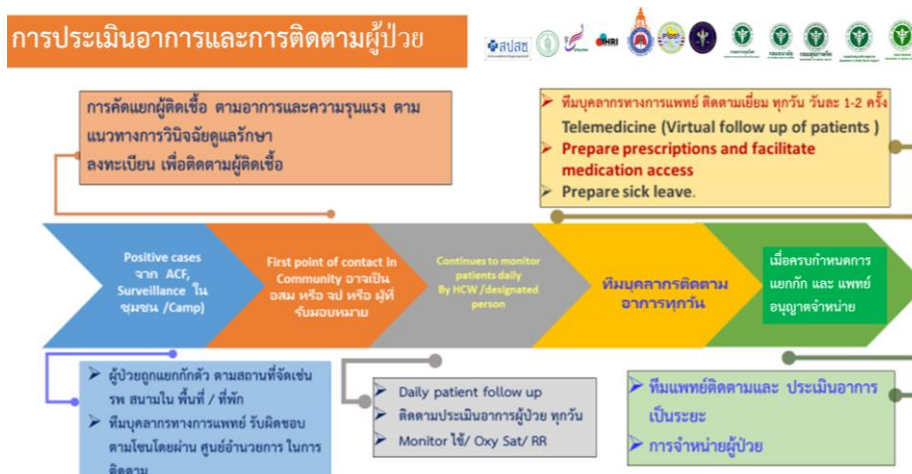 การประเมินอาการและการติดตามผู้ป่วย
สปสช
การคัดแยกผู้ติดเชื้อ ตามอาการและความรุนแรง ตาม
แนวทางการวินิจฉัยดูแลรักษา
ลงทะเบียน เพื่อติดตามผู้ติดเชื้อ
➤ ทีมบุคลากรทางการแพทย์ ติดตามเยี่ยม ทุกวัน วันละ 1-2 ครั้ง
Telemedicine (Virtual follow up of patients )
➤ Prepare prescriptions and facilitate
medication access
➤ Prepare sick leave.
Positive cases
จาก ACF,
Surveillance ใน
ชุมชน /Camp)
First point of contact in
Community อาจเป็น
อสม หรือ จป หรือ ผู้ที่
รับมอบหมาย
Continues to monitor
patients daily
By HCW /designated
person
ทีมบุคลากรติดตาม
อาการทุกวัน
เมื่อครบกำหนดการ
แยกกัก และ แพทย์
อนุญาตจำหน่าย
➤ ผู้ป่วยถูกแยกกักตัว ตามสถานที่จัดเช่น
รพ สนามใน พื้นที่ / ที่พัก
➤ ทีมบุคลากรทางการแพทย์ รับผิดชอบ
ตามโซนโดยผ่าน ศูนย์อำนวยการ ในการ
ติดตาม
➤ Daily patient follow up
➤ ติดตามประเมินอาการผู้ป่วย ทุกวัน
➤ Monitor ไข้/ Oxy Sat/ RR
➤ ทีมแพทย์ติดตามและ ประเมินอาการ
เป็นระยะ
➤ การจำหน่ายผู้ป่วย